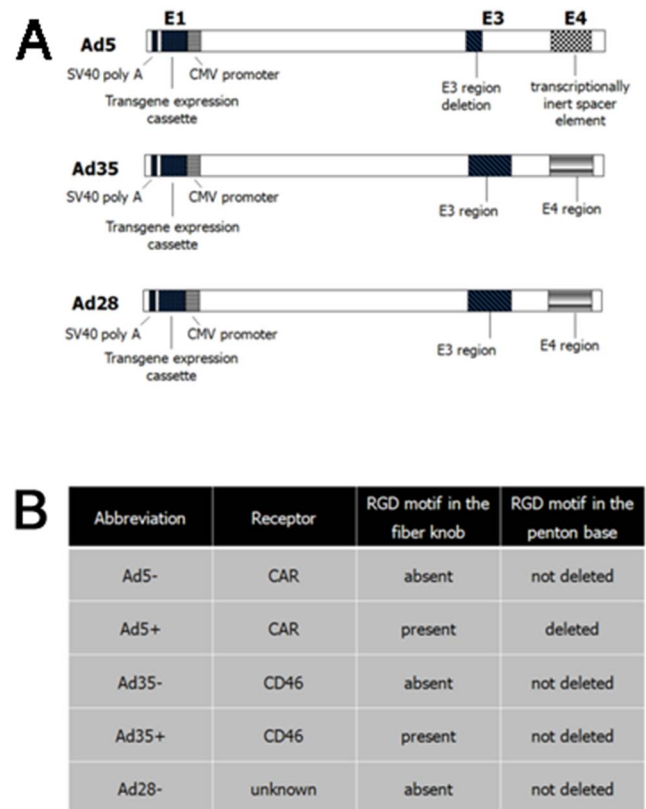 A
E1 E3 E4
Ad5
SV40 poly A
CMV promoter
Transgene expression
cassette
E3 region
deletion
transcriptionally
inert spacer
element
Ad35
SV40 poly A
CMV promoter
Transgene expression
cassette
E3 region
E4 region
Ad28
SV40 poly A
CMV promoter
Transgene expression
cassette
E3 region
E4 region
B
Abbreviation Receptor RGD motif in the fiber knob RGD motif in the penton base
Ad5- CAR absent not deleted
Ad5+ CAR present deleted
Ad35- CD46 absent not deleted
Ad35+ CD46 present not deleted
Ad28- unknown absent not deleted